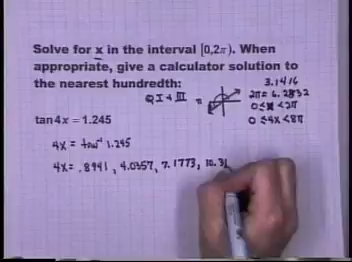 Solve for x in the interval [0,2π). When
appropriate, give a calculator solution to
the nearest hundredth:
3.1416
QI + III
2π = 6.2832
0 ≤ x < 2π
0 ≤ 4x < 8π
tan4x = 1.245
4x = tan⁻¹ 1.245
4x = .8941, 4.0357, 7.1773, 10.31